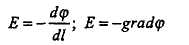 E = -dφ/dl; E = -gradφ